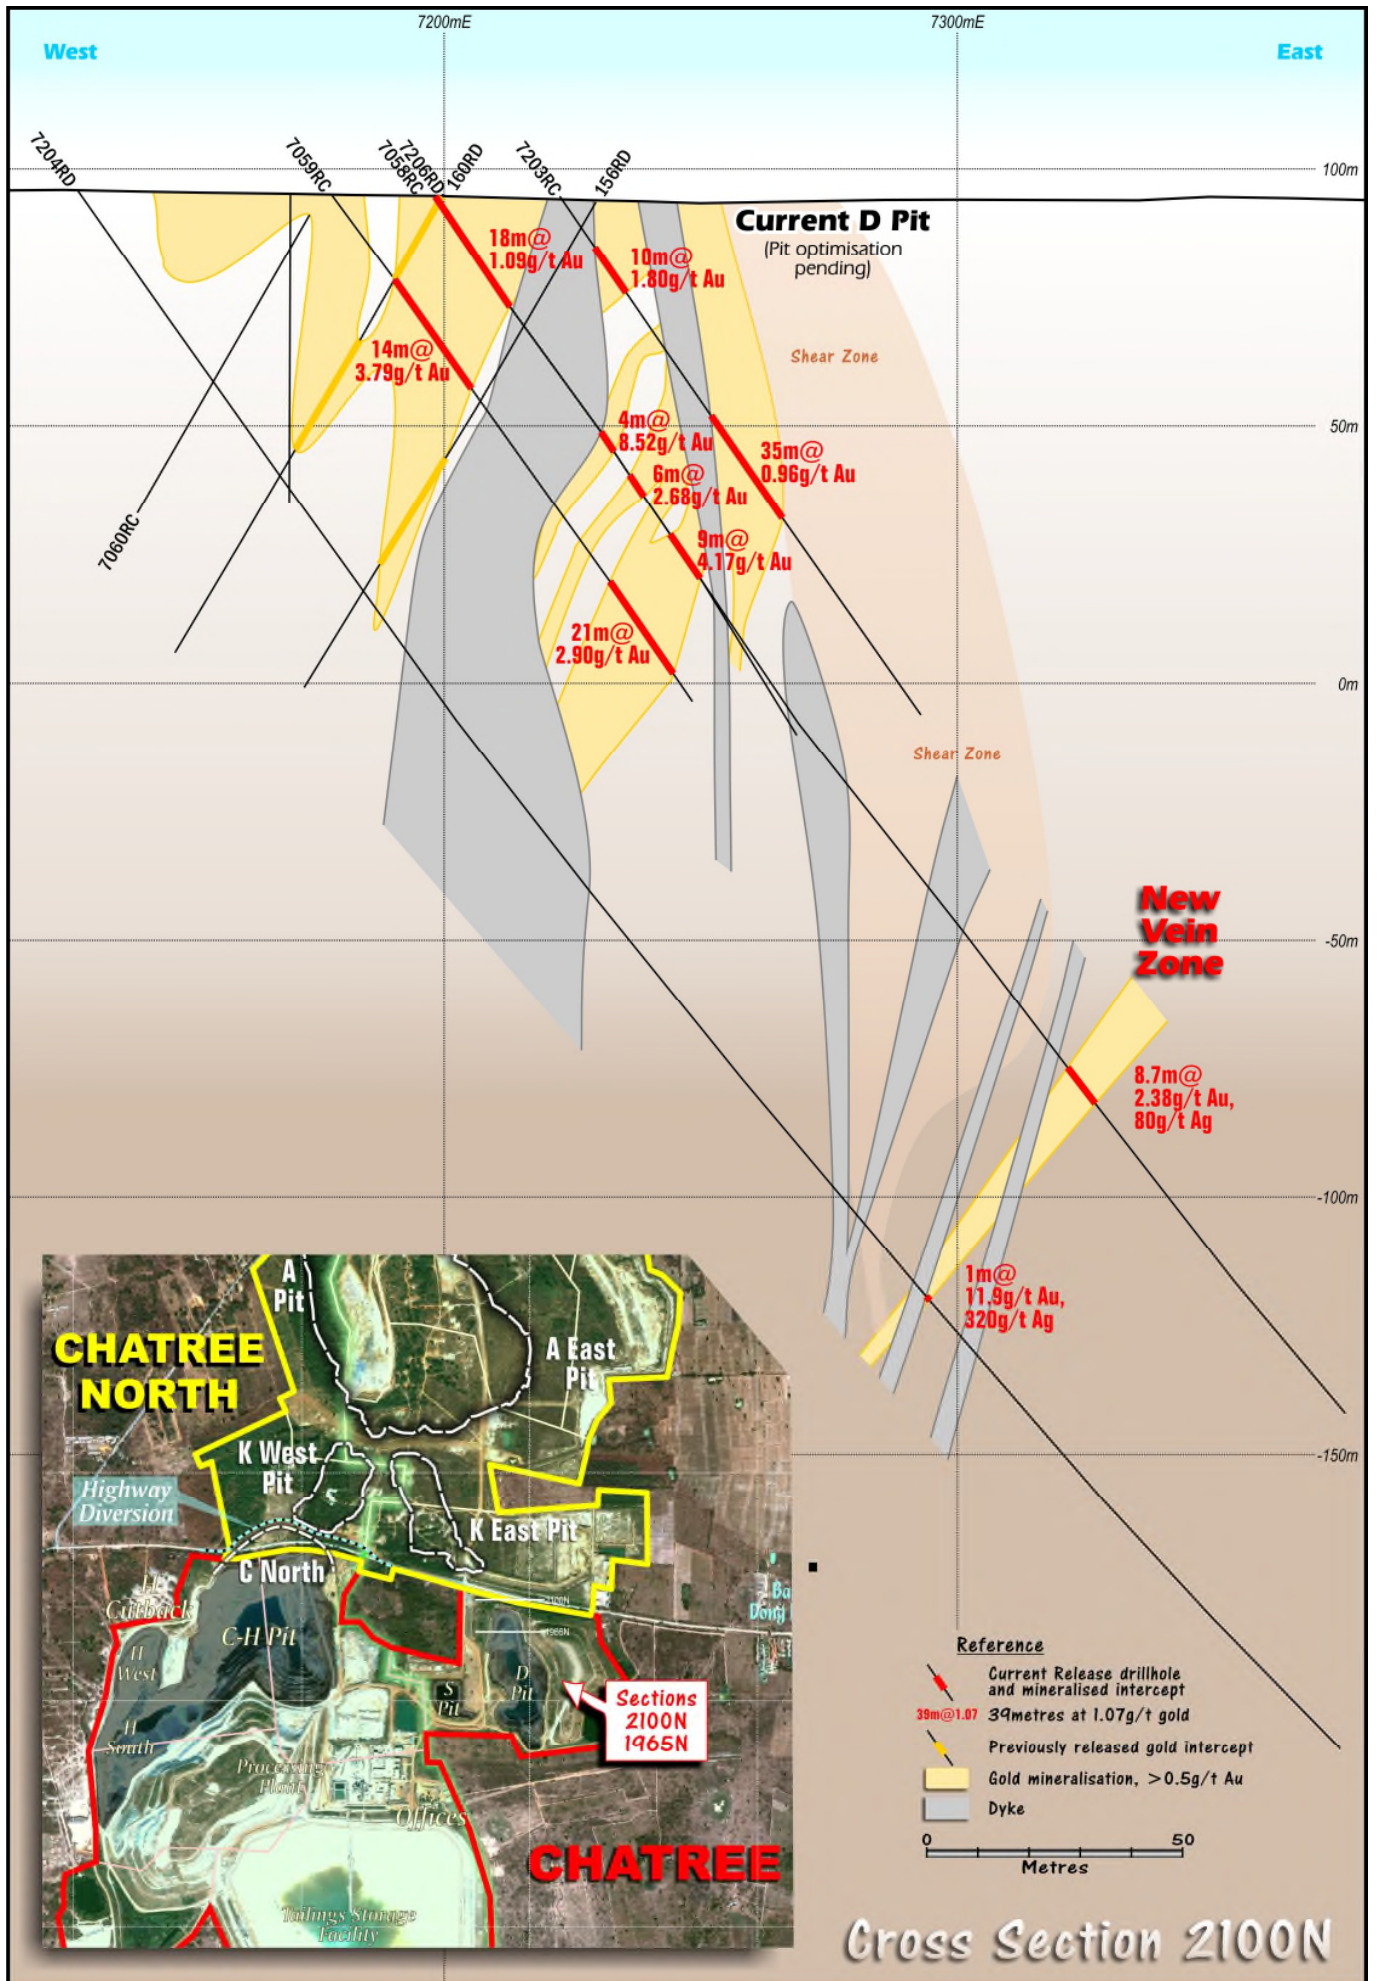 7200mE
7300mE
West
East
7204RD
7059RC
7058RC
7206RD
160RD
7203RC
156RD
100m
Current D Pit
(Pit optimisation
pending)
18m@
1.09g/t Au
10m@
1.80g/t Au
14m@
3.79g/t Au
Shear Zone
4m@
8.52g/t Au
50m
35m@
0.96g/t Au
6m@
2.68g/t Au
7060RC
9m@
4.17g/t Au
21m@
2.90g/t Au
0m
Shear Zone
New
Vein
Zone
-50m
8.7m@
2.38g/t Au,
80g/t Ag
-100m
1m@
11.9g/t Au,
320g/t Ag
-150m
A
Pit
CHATREE
NORTH
A East
Pit
K West
Pit
Highway
Diversion
K East Pit
C North
H
Cutback
C-H Pit
2100N
1965N
Ba
Dong
H
West
S
Pit
D
Pit
Sections
2100N
1965N
H
South
Processing
Plant
Offices
CHATREE
Tailings Storage
Facility
Reference
Current Release drillhole
and mineralised intercept
39m@1.07
39metres at 1.07g/t gold
Previously released gold intercept
Gold mineralisation, >0.5g/t Au
Dyke
0
50
Metres
Cross Section 2100N